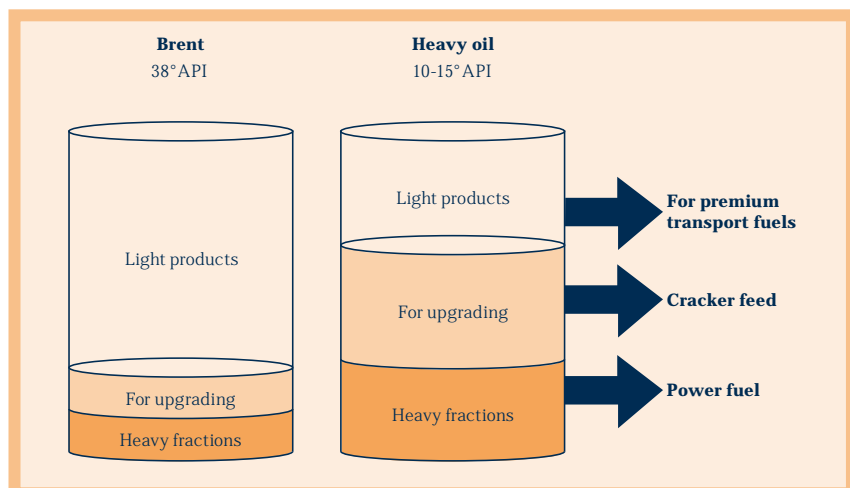 Brent
38° API
Heavy oil
10-15° API
Light products
For upgrading
Heavy fractions
Light products
For upgrading
Heavy fractions
For premium
transport fuels
Cracker feed
Power fuel